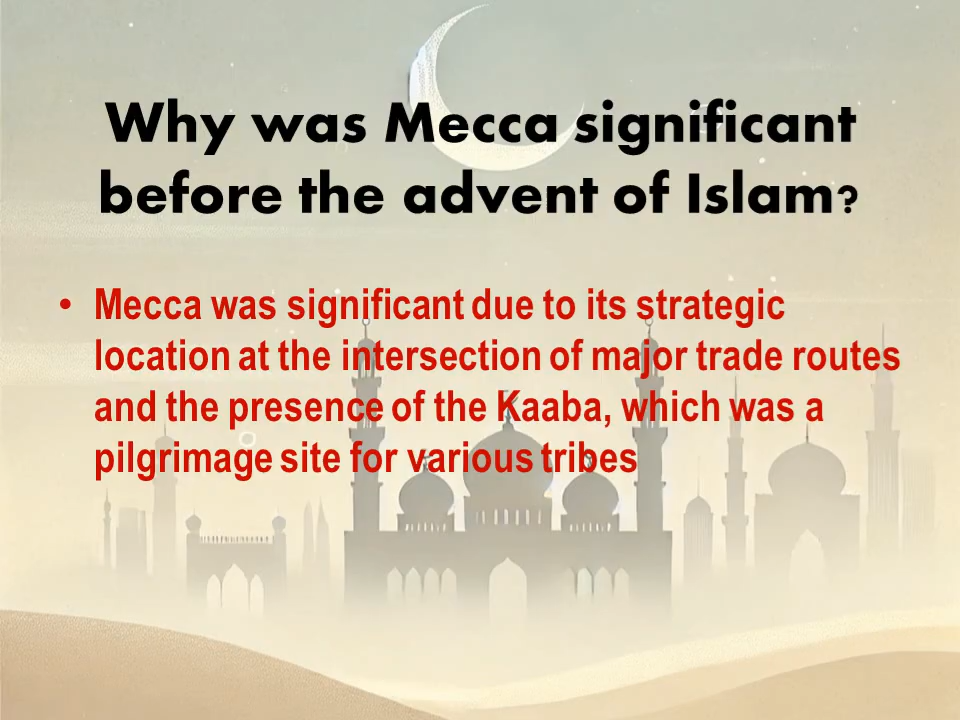 Why was Mecca significant
before the advent of Islam?
• Mecca was significant due to its strategic
location at the intersection of major trade routes
and the presence of the Kaaba, which was a
pilgrimage site for various tribes